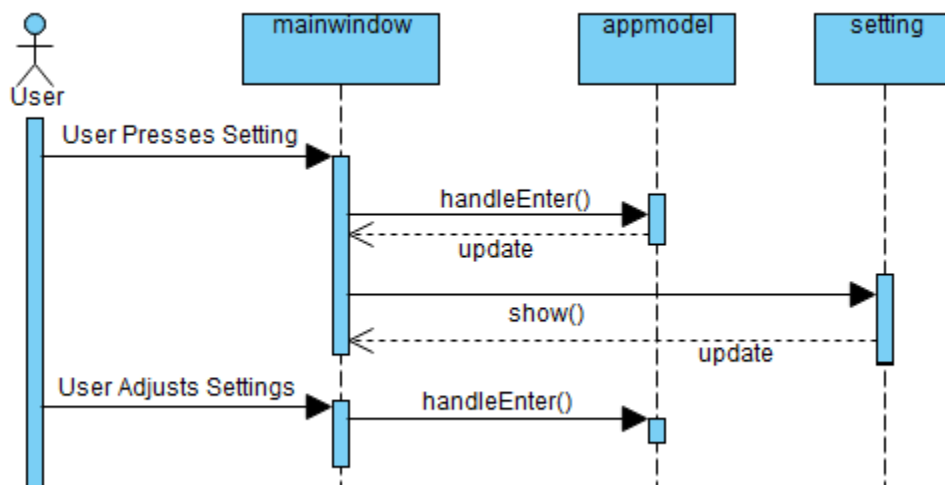 mainwindow
appmodel
setting
User
User Presses Setting
handleEnter()
update
show()
update
User Adjusts Settings
handleEnter()